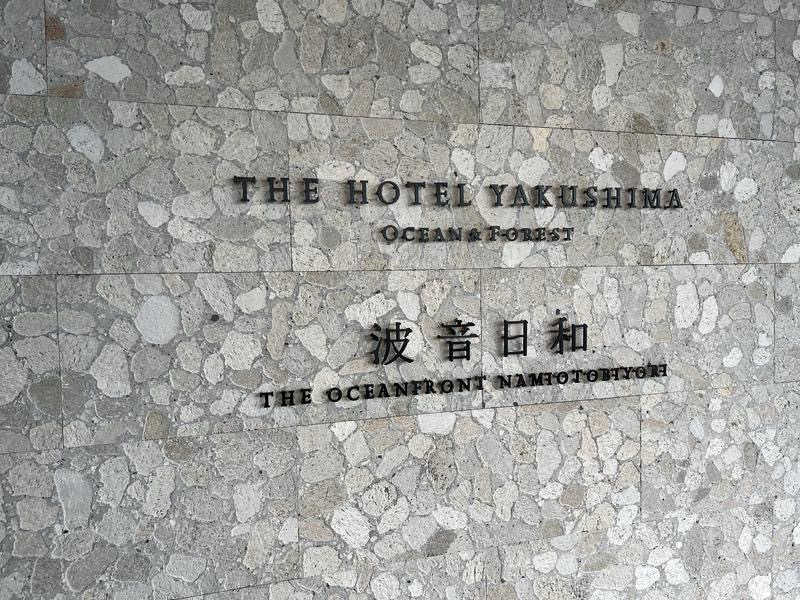 THE HOTEL YAKUSHIMA
OCEAN & FOREST
波音日和
THE OCEANFRONT NAMIOTOBIYORI